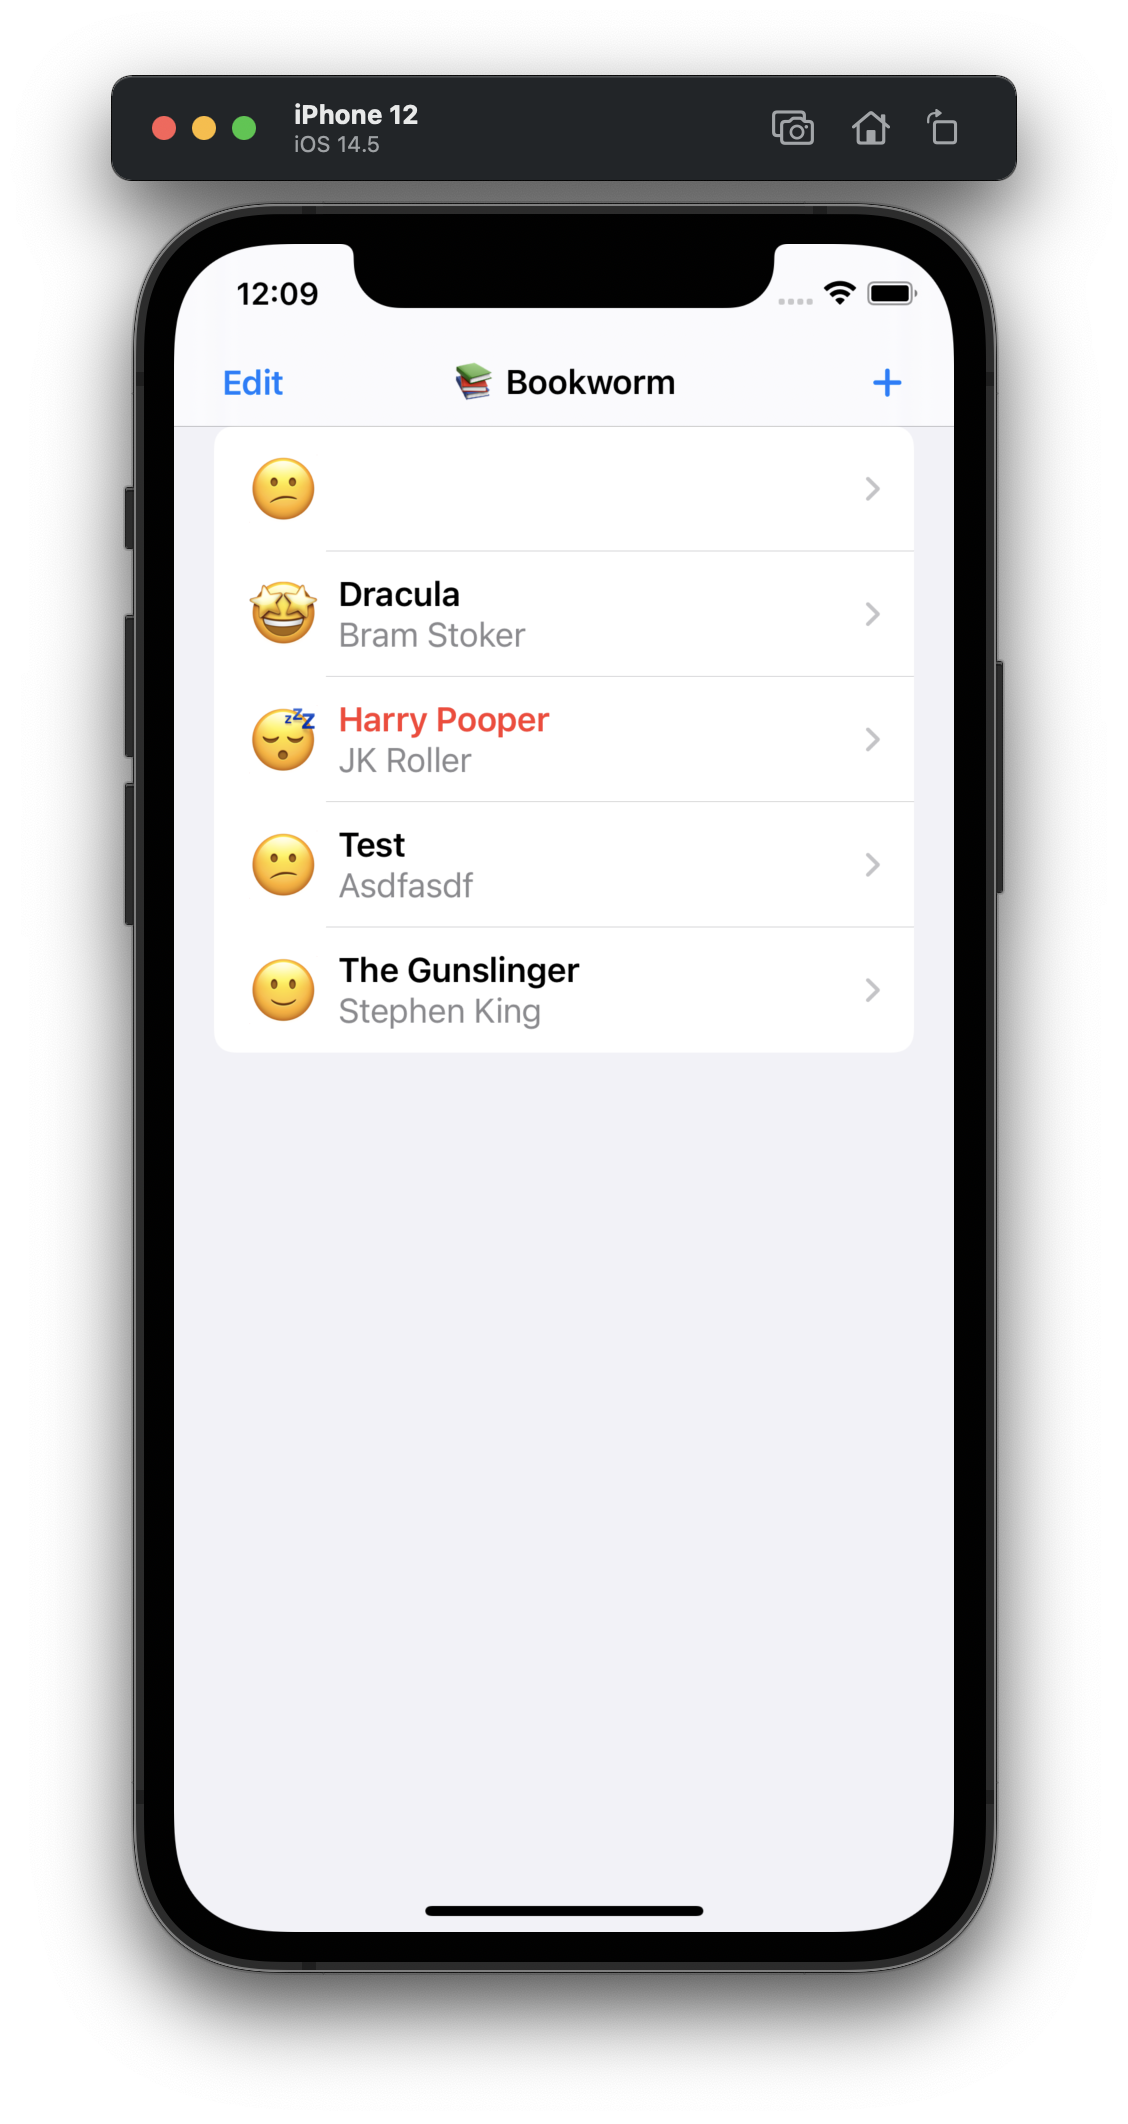 iPhone 12
iOS 14.5
12:09
Edit
📚 Bookworm
+
Dracula
Bram Stoker
Harry Pooper
JK Roller
Test
Asdfasdf
The Gunslinger
Stephen King